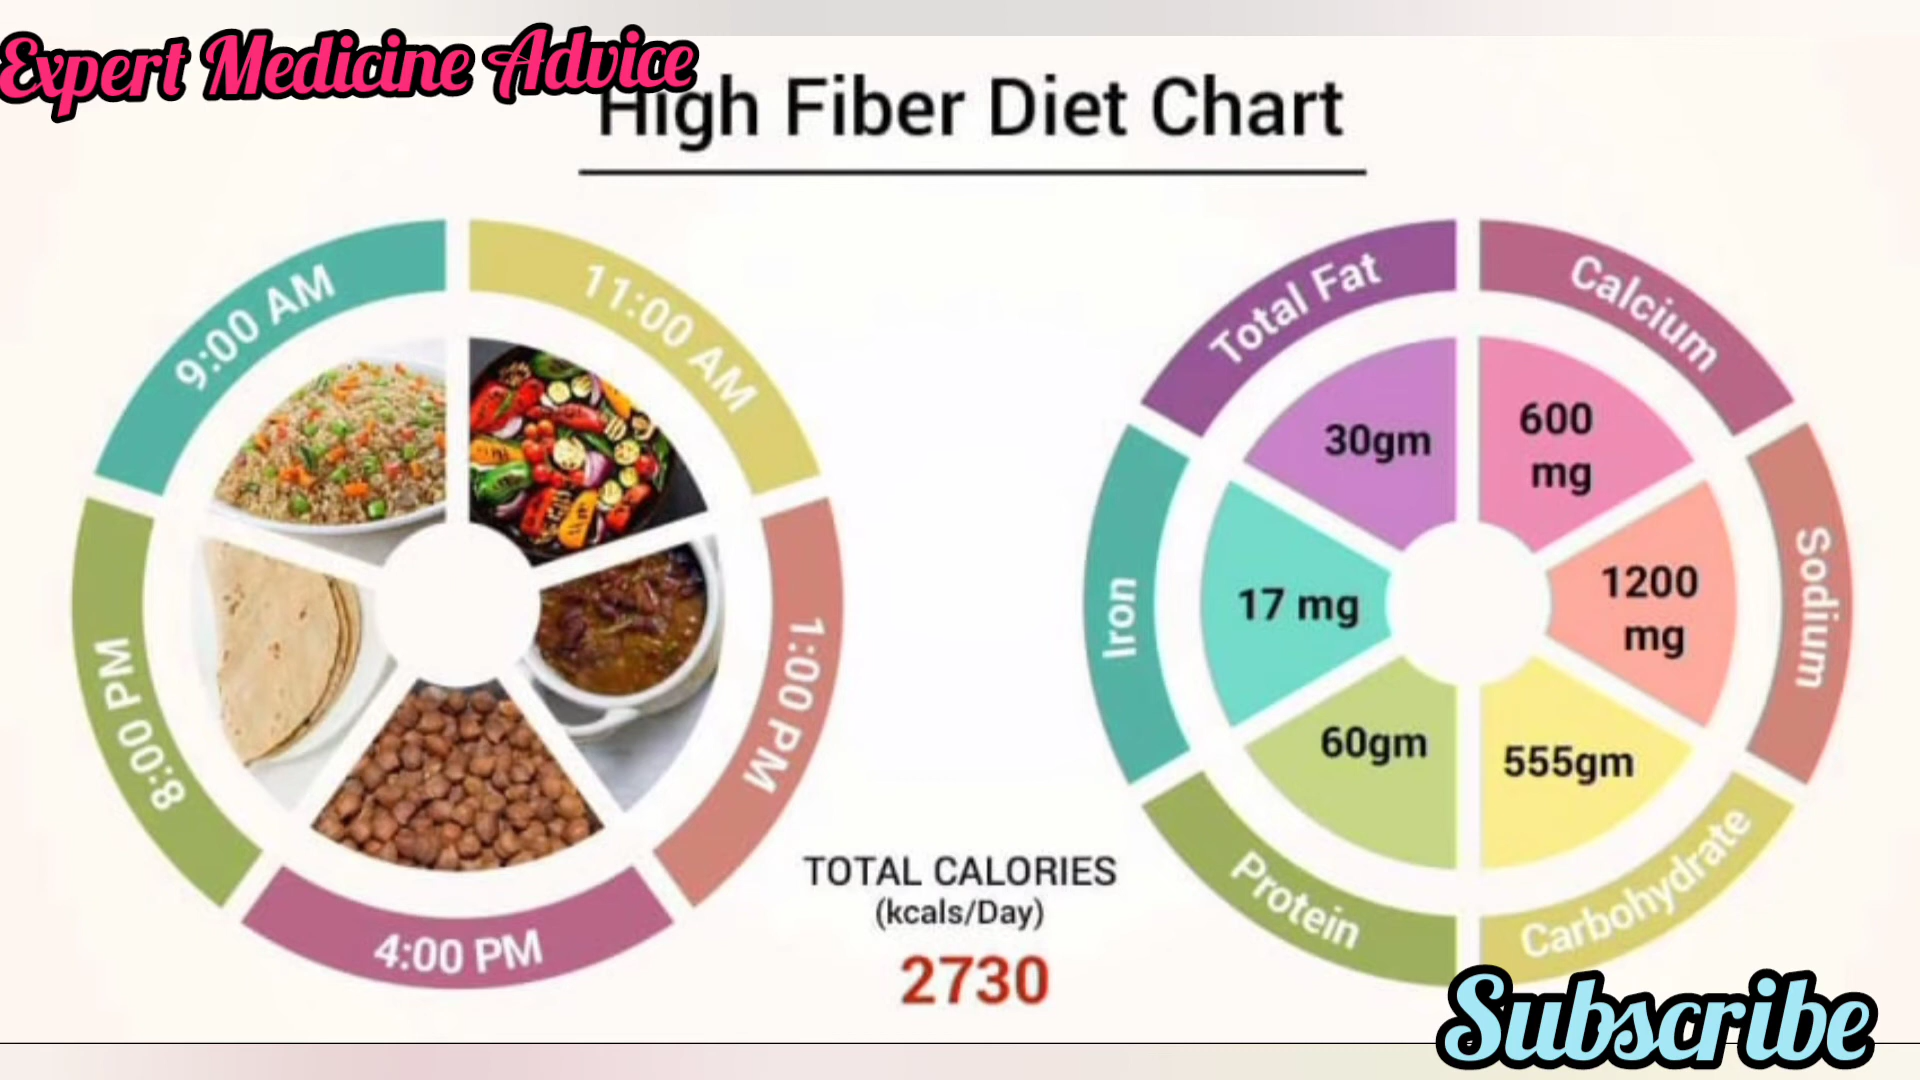 Expert Medicine Advice
High Fiber Diet Chart
9:00 AM
11:00 AM
1:00 PM
4:00 PM
8:00 PM
TOTAL CALORIES
(kcals/Day)
2730
Total Fat
30gm
Calcium
600
mg
Sodium
1200
mg
Carbohydrate
555gm
Protein
60gm
Iron
17 mg
Subscribe